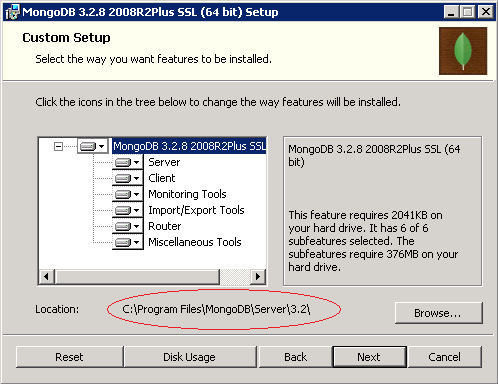 MongoDB 3.2.8 2008R2Plus SSL (64 bit) Setup
Custom Setup
Select the way you want features to be installed.
Click the icons in the tree below to change the way features will be installed.
MongoDB 3.2.8 2008R2Plus SSL
Server
Client
Monitoring Tools
Import/Export Tools
Router
Miscellaneous Tools
MongoDB 3.2.8 2008R2Plus SSL (64
bit)
This feature requires 2041KB on
your hard drive. It has 6 of 6
subfeatures selected. The
subfeatures require 376MB on your
hard drive.
Location: C:\Program Files\MongoDB\Server\3.2\
Browse...
Reset Disk Usage Back Next Cancel